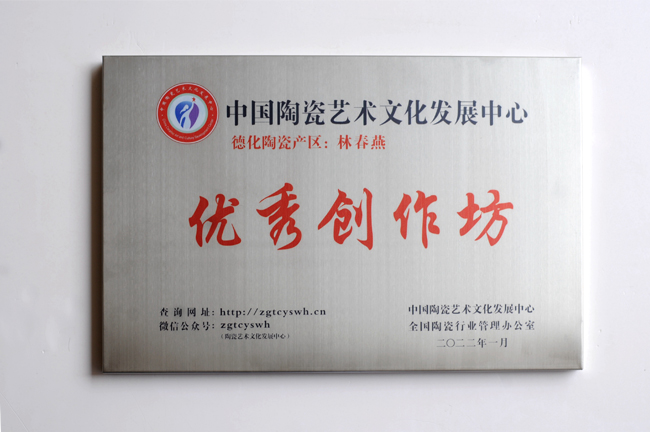 中国陶瓷艺术文化发展中心
德化陶瓷产区：林春燕
优秀创作坊
查询网址：http://zgtcyswh.cn
微信公众号：zgtcyswh
（陶瓷艺术文化发展中心）
中国陶瓷艺术文化发展中心
全国陶瓷行业管理办公室
二〇二二年一月